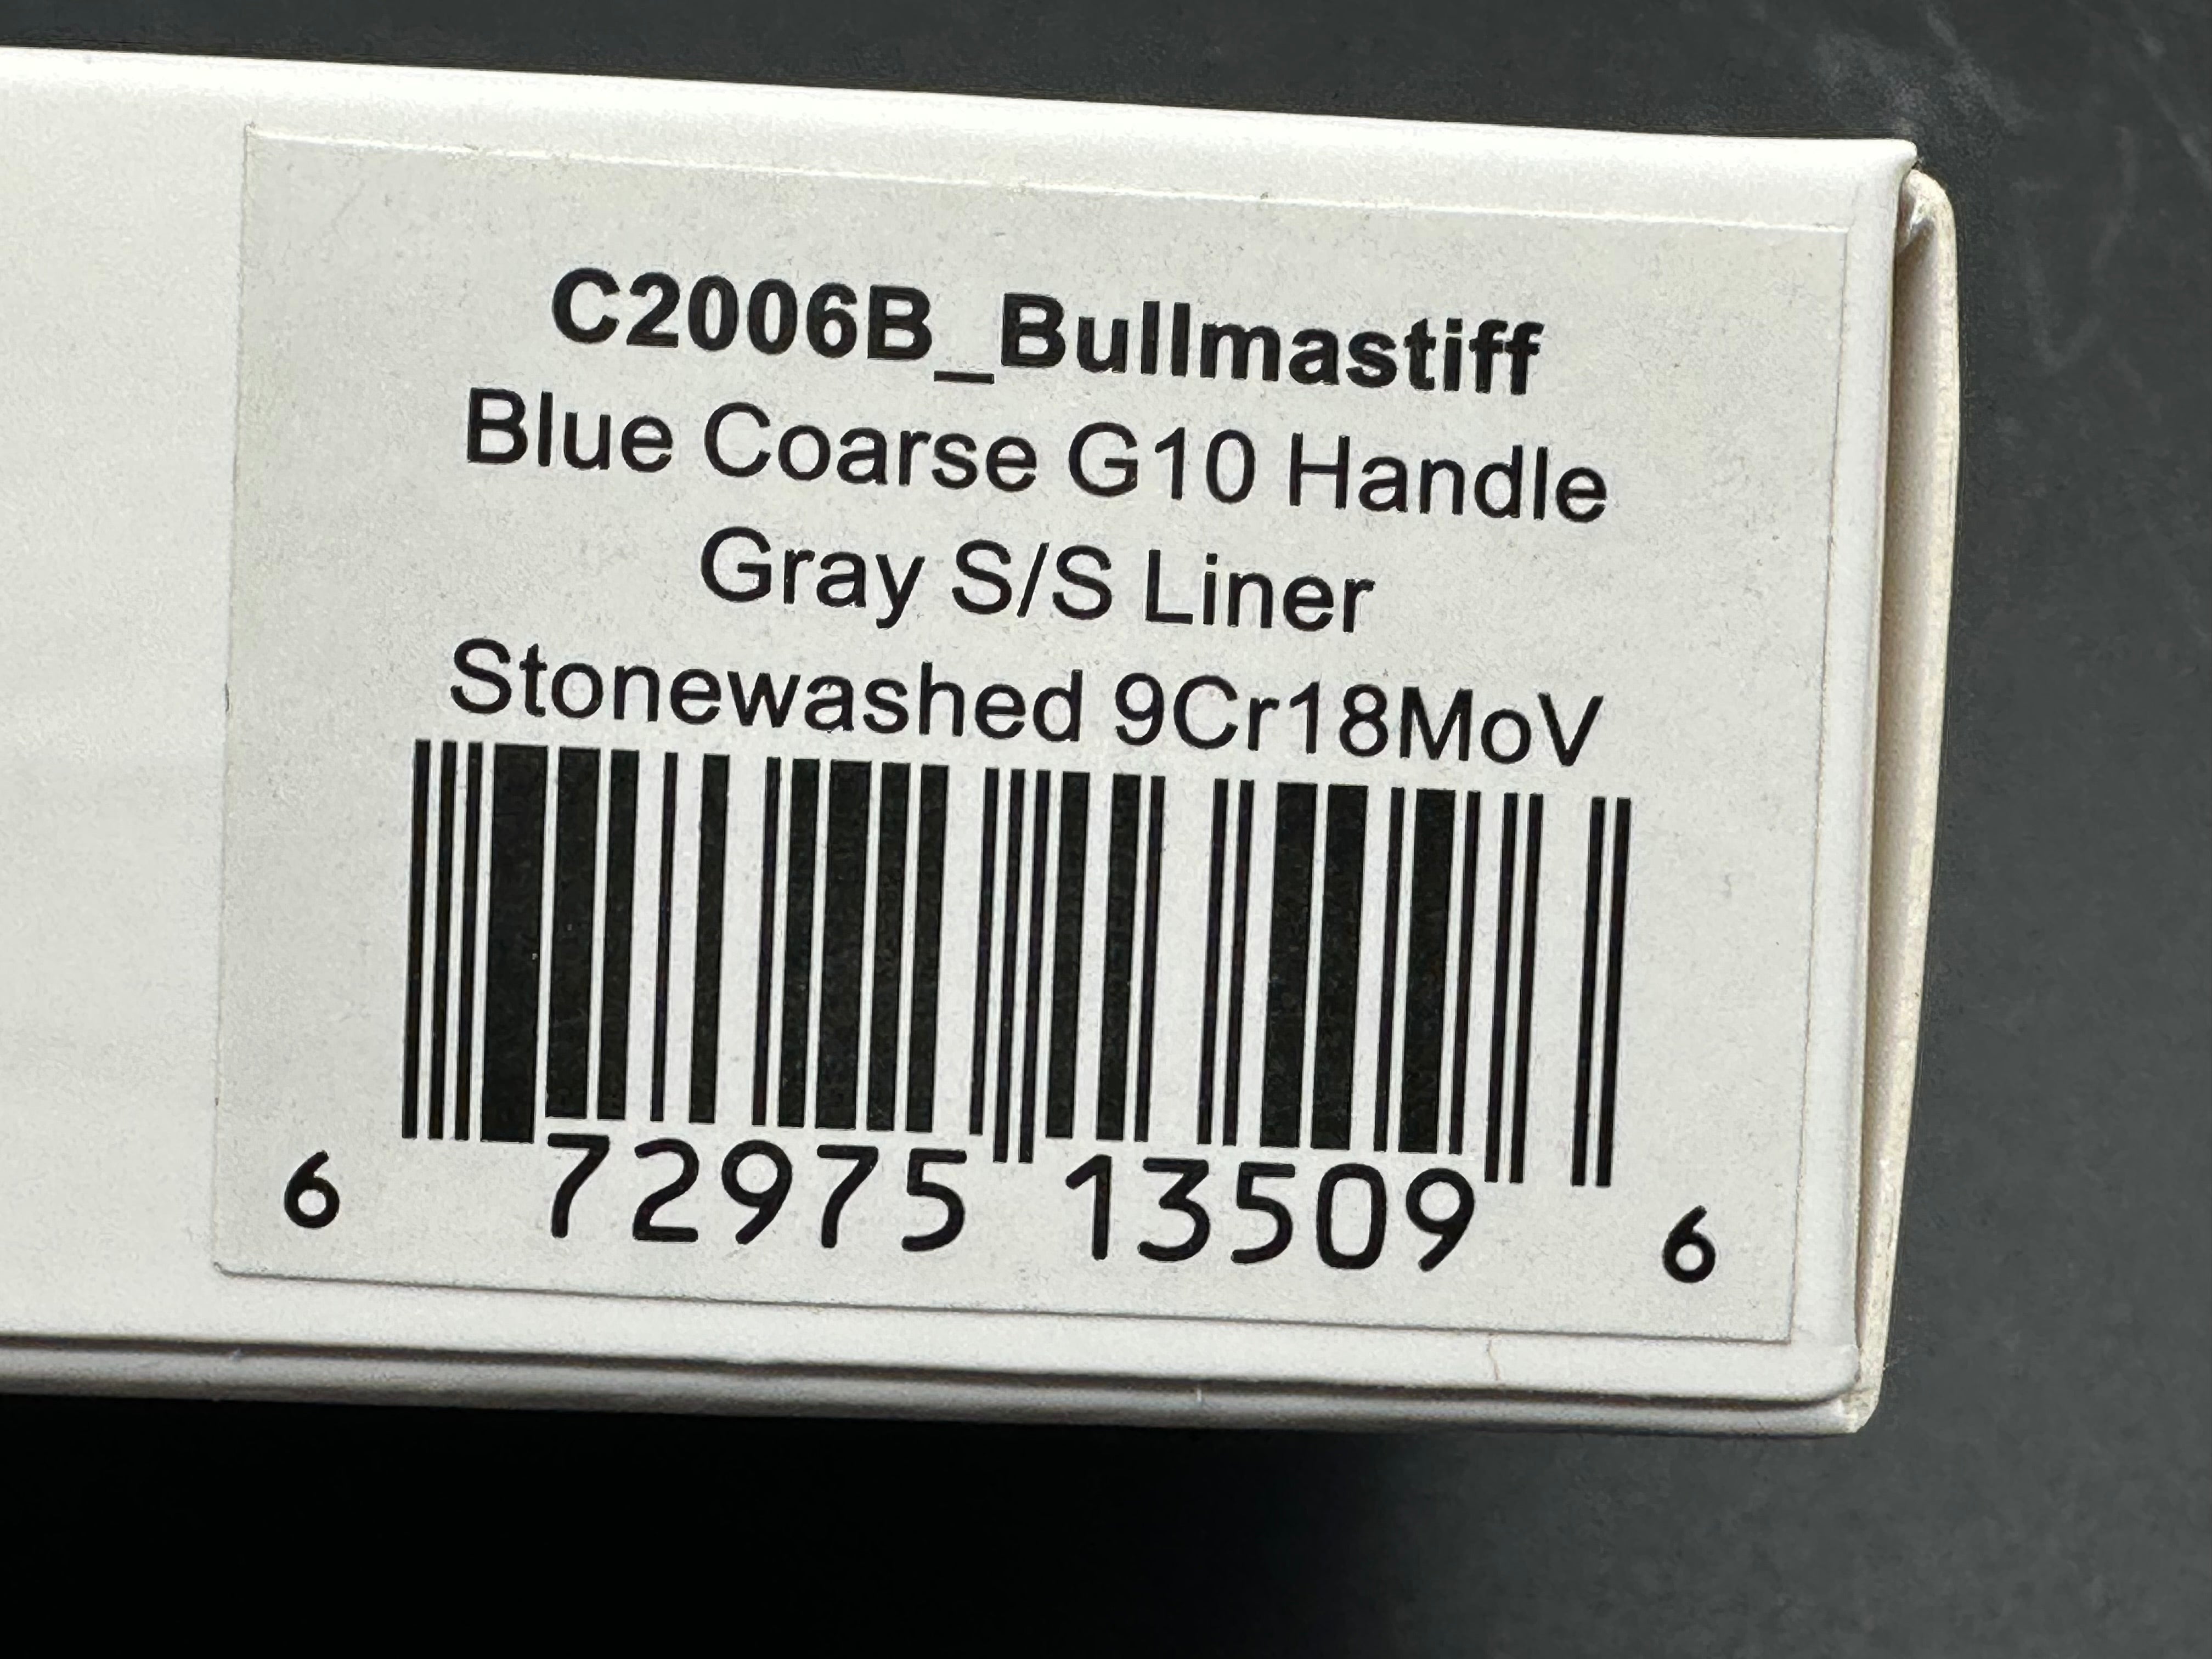 C2006B_Bullmastiff
Blue Coarse G10 Handle
Gray S/S Liner
Stonewashed 9Cr18MoV
6 72975 13509 6